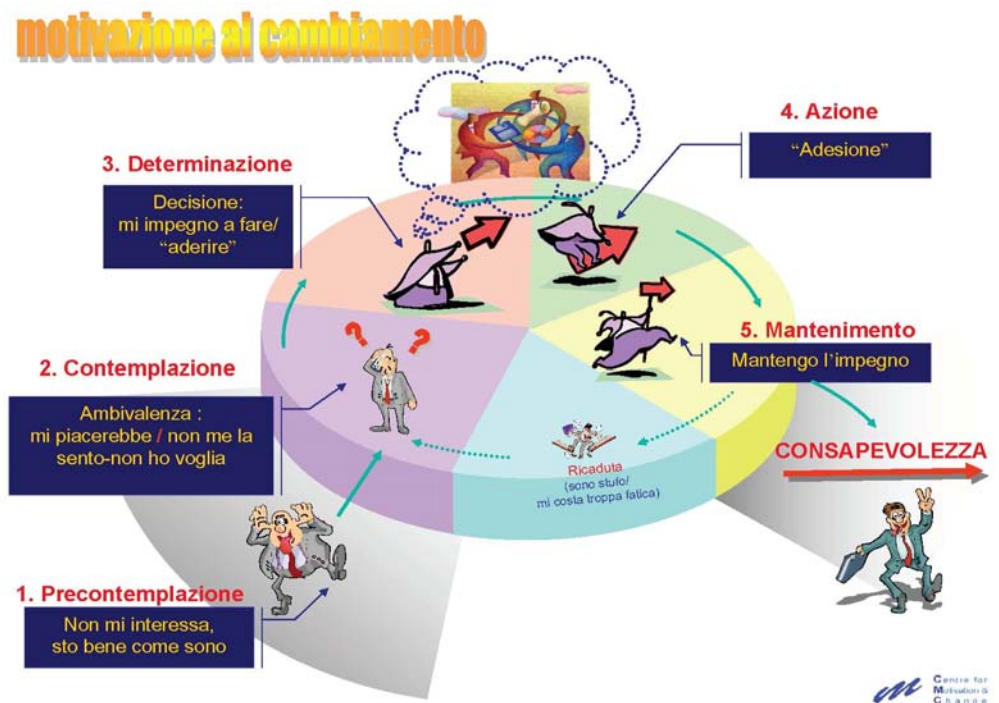 motivazione al cambiamento
4. Azione
“Adesione”
3. Determinazione
Decisione:
mi impegno a fare/
“aderire”
? ?
5. Mantenimento
Mantengo l’impegno
2. Contemplazione
Ambivalenza :
mi piacerebbe / non me la
sento-non ho voglia
CONSAPEVOLEZZA
Ricaduta
(sono stufo/
mi costa troppa fatica)
1. Precontemplazione
Non mi interessa,
sto bene come sono
Centre for
Motivation &
Change